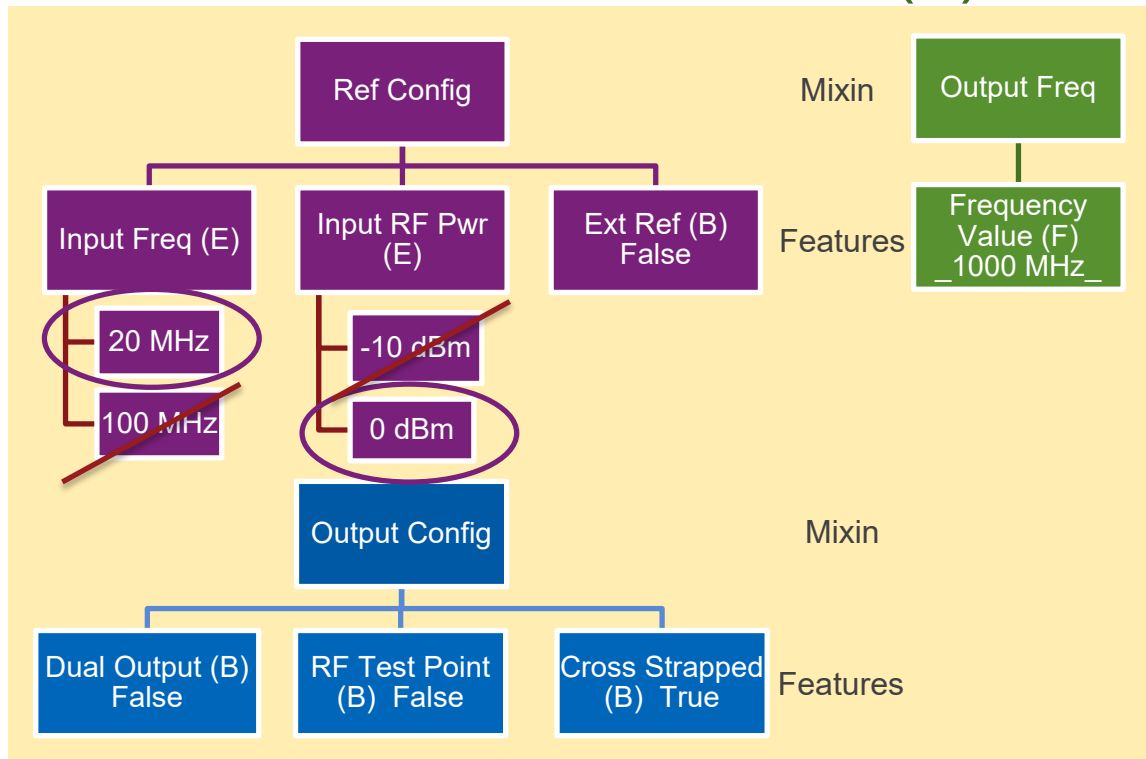 Ref Config
Mixin
Output Freq
Input Freq (E)
Input RF Pwr
(E)
Ext Ref (B)
False
Features
Frequency
Value (F)
_1000 MHz_
20 MHz
-10 dBm
100 MHz
0 dBm
Output Config
Mixin
Dual Output (B)
False
RF Test Point
(B) False
Cross Strapped
(B) True
Features